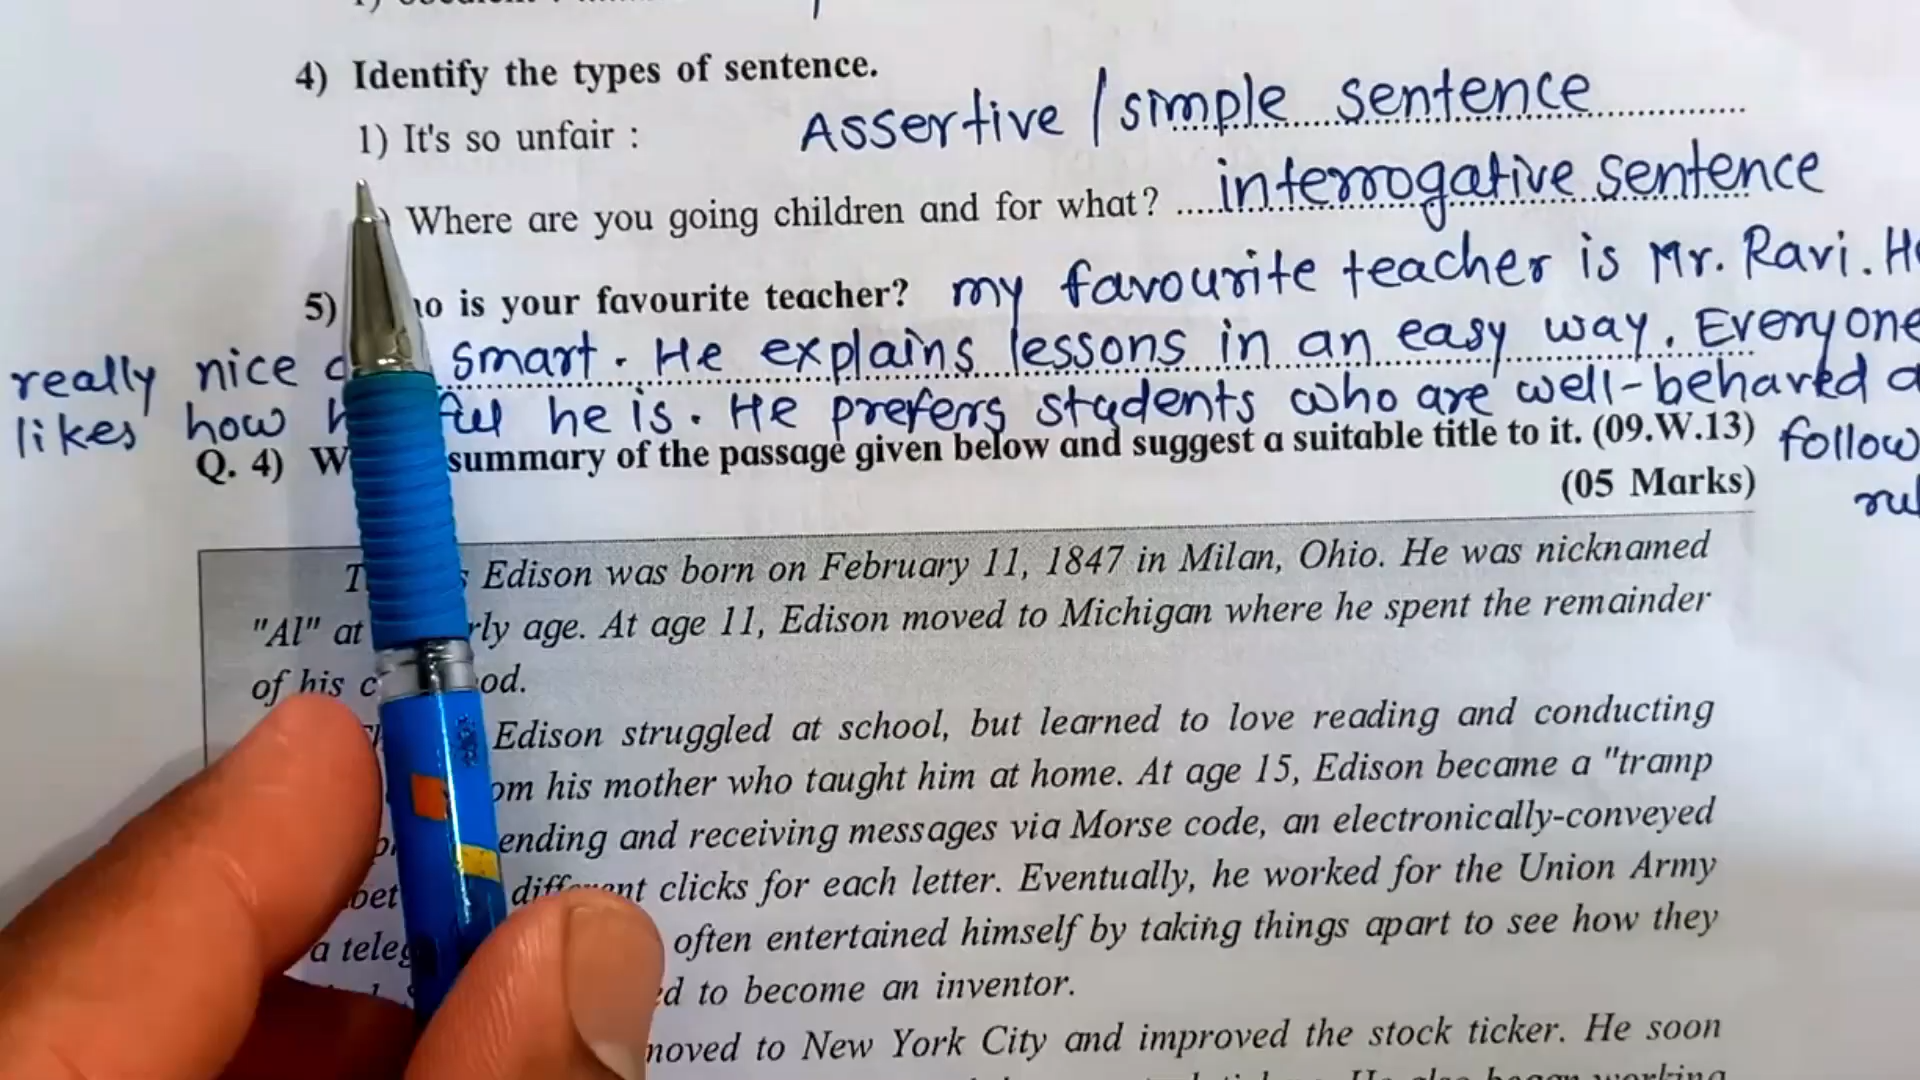 4) Identify the types of sentence.
1) It's so unfair : Assertive / simple sentence
) Where are you going children and for what? ....interrogative sentence
5) is your favourite teacher? my favourite teacher is Mr. Ravi.
really nice smart. He explains lessons in an easy way. Everyone
likes how he is. He prefers students who are well-behaved
Q. 4) summary of the passage given below and suggest a suitable title to it. (09.W.13) follow
(05 Marks)
Edison was born on February 11, 1847 in Milan, Ohio. He was nicknamed
"Al" at age. At age 11, Edison moved to Michigan where he spent the remainder
of his
Edison struggled at school, but learned to love reading and conducting
his mother who taught him at home. At age 15, Edison became a "tramp
and receiving messages via Morse code, an electronically-conveyed
different clicks for each letter. Eventually, he worked for the Union Army
a often entertained himself by taking things apart to see how they
to become an inventor.
moved to New York City and improved the stock ticker. He soon
He also began working